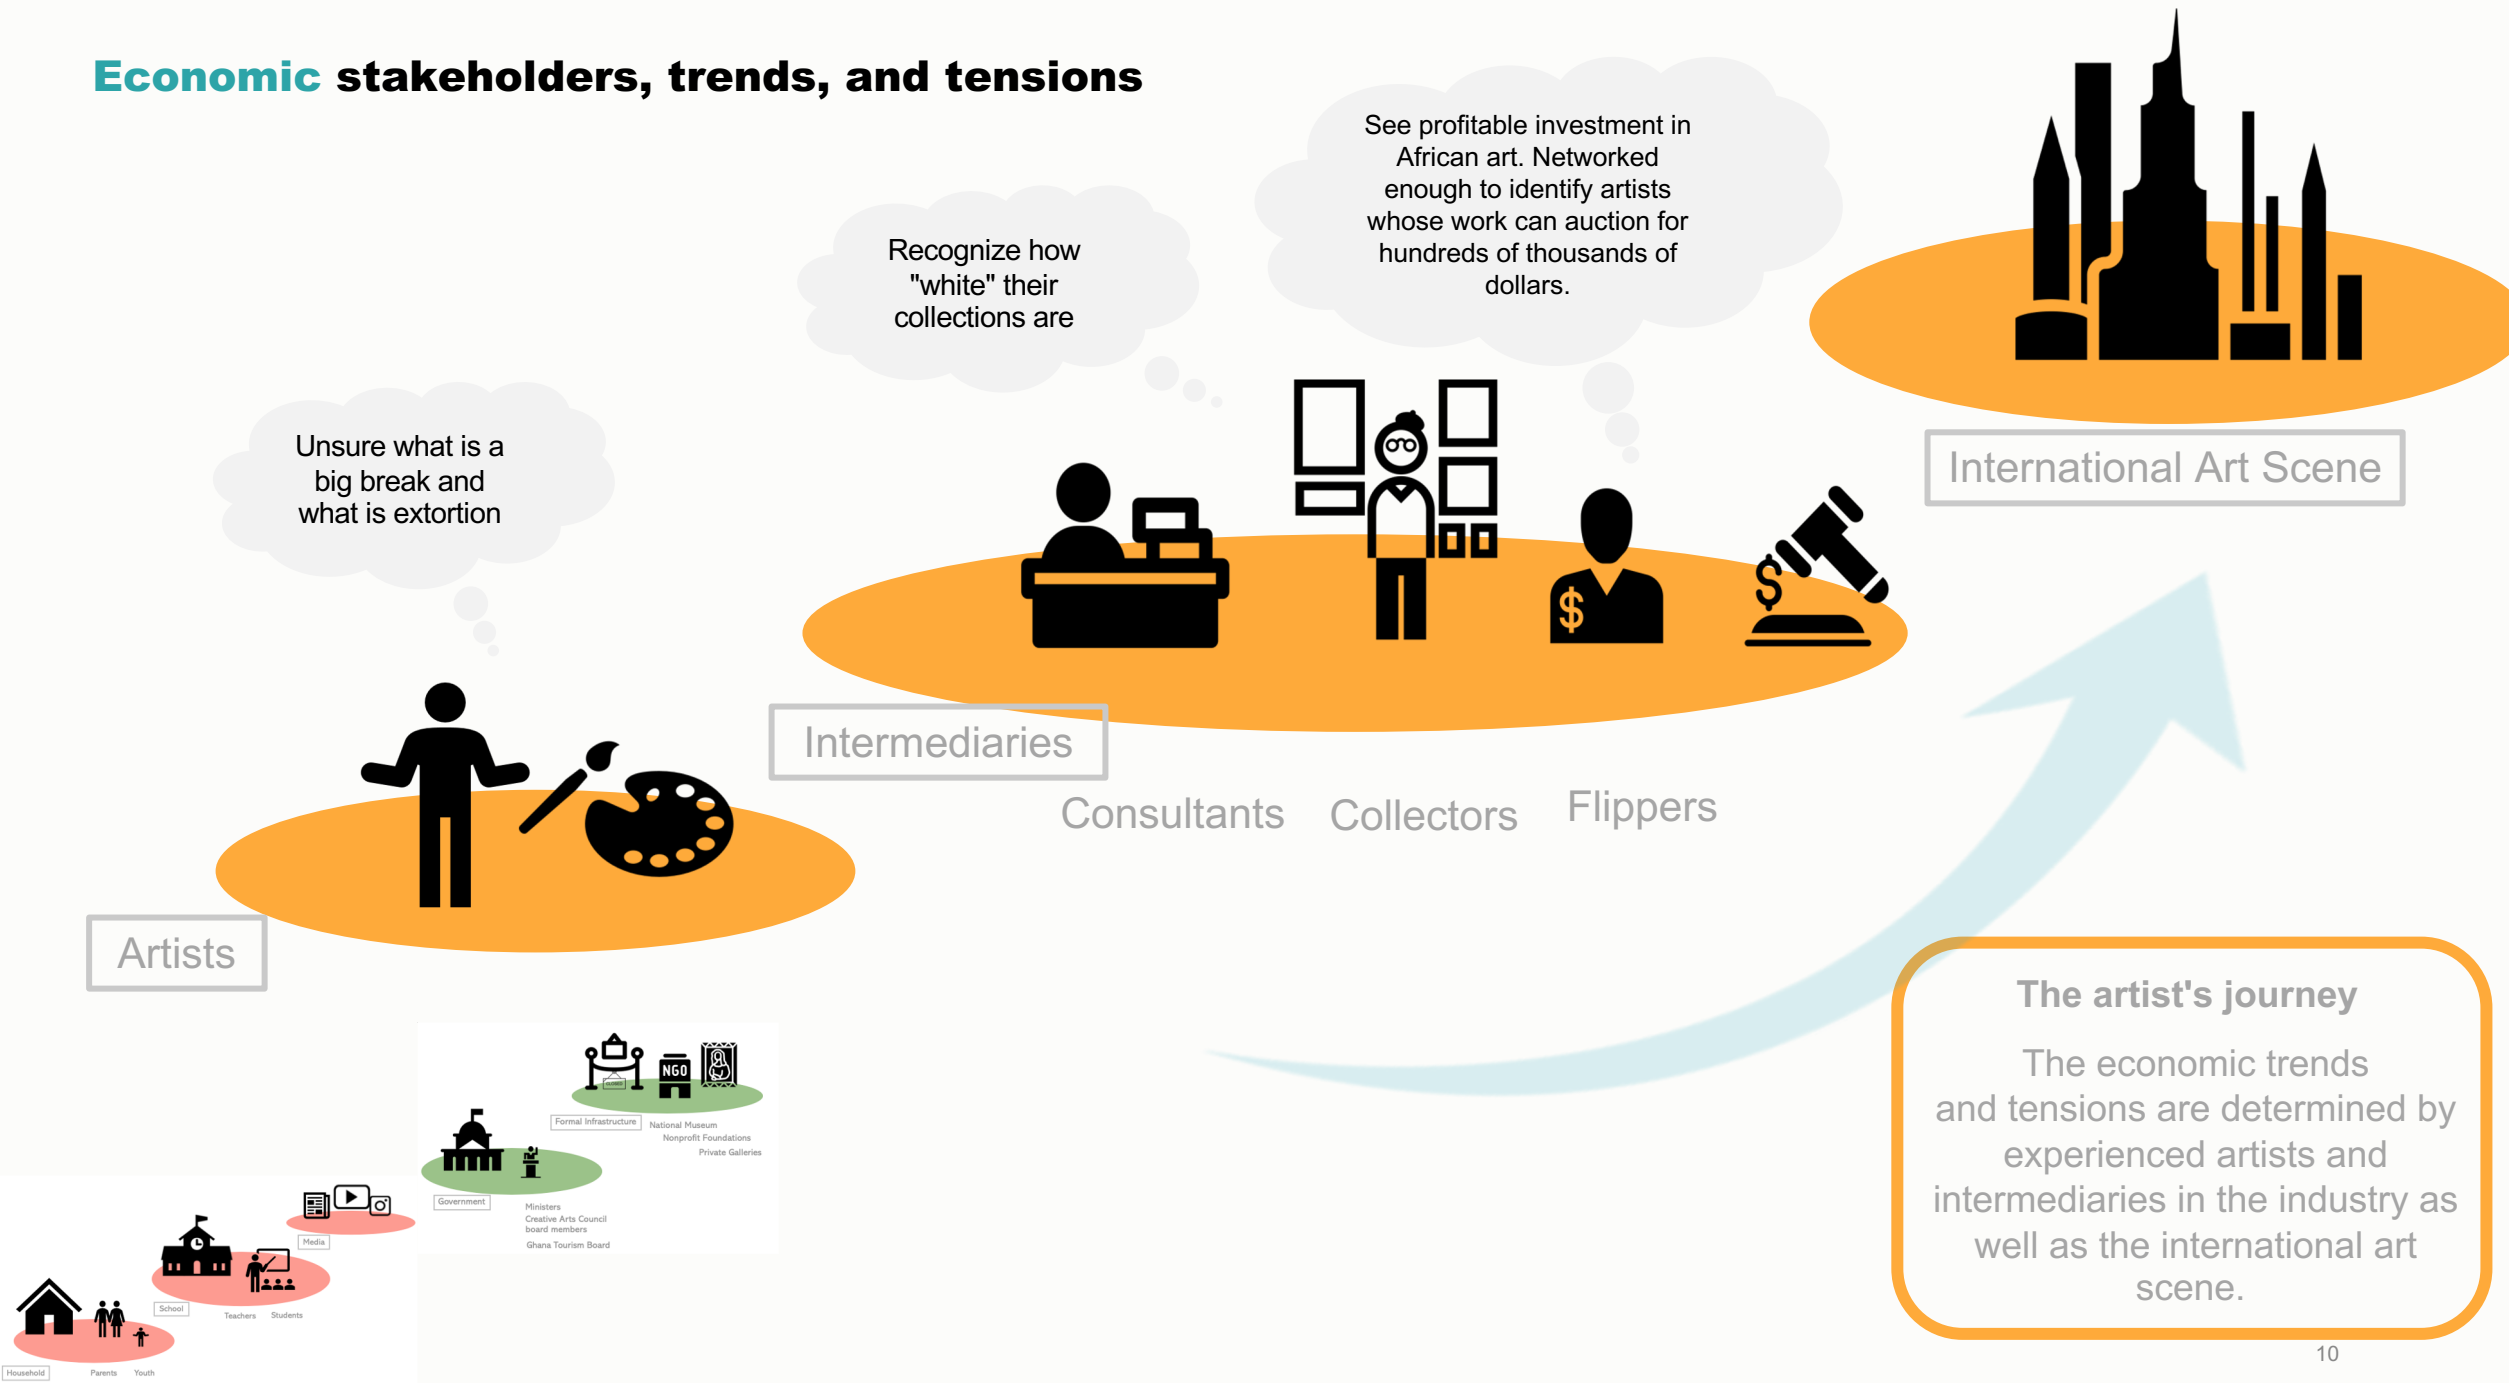 Economic stakeholders, trends, and tensions
See profitable investment in
African art. Networked
enough to identify artists
whose work can auction for
hundreds of thousands of
dollars.
Recognize how
"white" their
collections are
Unsure what is a
big break and
what is extortion
International Art Scene
$
$
Intermediaries
Consultants
Collectors
Flippers
Artists
The artist's journey
The economic trends
and tensions are determined by
experienced artists and
intermediaries in the industry as
well as the international art
scene.
NGO
Formal Infrastructure
National Museum
Nonprofit Foundations
Private Galleries
Government
Ministers
Creative Arts Council
board members
Ghana Tourism Board
Media
School
Teachers
Students
Household
Parents
Youth
10